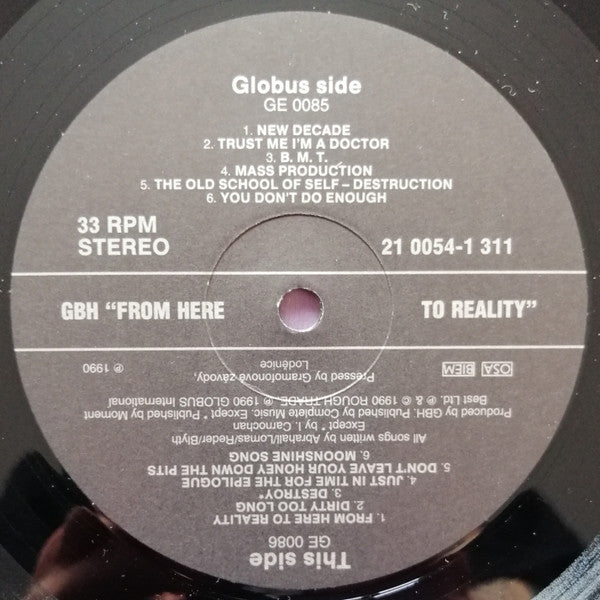 Globus side
GE 0085
1. NEW DECADE
2. TRUST ME I'M A DOCTOR
3. B. M. T.
4. MASS PRODUCTION
5. THE OLD SCHOOL OF SELF – DESTRUCTION
6. YOU DON'T DO ENOUGH
33 RPM
STEREO
21 0054-1 311
GBH “FROM HERE TO REALITY”
This side
GE 0086
1. FROM HERE TO REALITY
2. DIRTY TOO LONG
3. DESTROY*
4. JUST IN TIME FOR THE EPILOGUE
5. DON'T LEAVE YOUR HONEY DOWN THE PITS
6. MOONSHINE SONG
All songs written by Abrahall/Lomas/Reder/Blyth
Except * by I. Carnochan
Produced by GBH. Published by Complete Music. Except * Published by Moment
Best Ltd. ℗ & © 1990 ROUGH TRADE. ℗ 1990 GLOBUS International
Pressed by Gramofonové závody,
Loděnice
OSA BIEM
℗ 1990